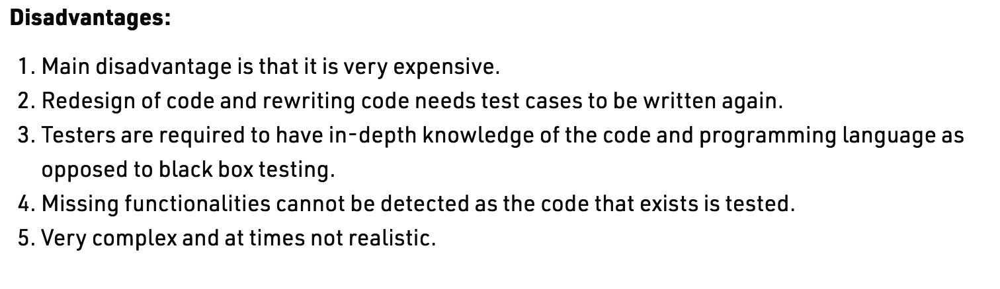 Disadvantages:
1. Main disadvantage is that it is very expensive.
2. Redesign of code and rewriting code needs test cases to be written again.
3. Testers are required to have in-depth knowledge of the code and programming language as
opposed to black box testing.
4. Missing functionalities cannot be detected as the code that exists is tested.
5. Very complex and at times not realistic.